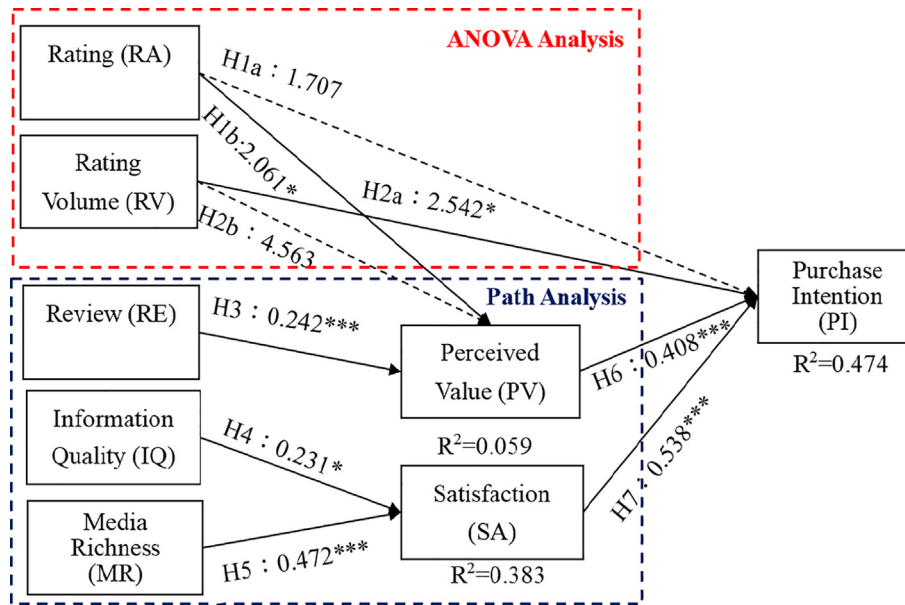 ANOVA Analysis
Rating (RA)
H1a：1.707
H1b:2.061*
Rating
Volume (RV)
H2a：2.542*
H2b：4.563
Purchase
Intention
(PI)
R²=0.474
Path Analysis
Review (RE)
H3：0.242***
Perceived
Value (PV)
R²=0.059
H6：0.408***
Information
Quality (IQ)
H4：0.231*
Satisfaction
(SA)
R²=0.383
H7：0.538***
Media
Richness
(MR)
H5：0.472***